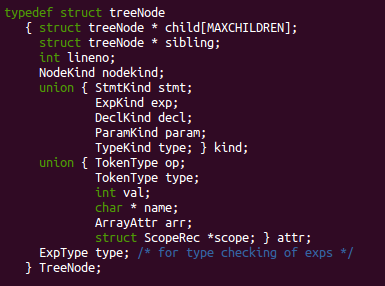 typedef struct treeNode
{ struct treeNode * child[MAXCHILDREN];
struct treeNode * sibling;
int lineno;
NodeKind nodekind;
union { StmtKind stmt;
ExpKind exp;
DeclKind decl;
ParamKind param;
TypeKind type; } kind;
union { TokenType op;
TokenType type;
int val;
char * name;
ArrayAttr arr;
struct ScopeRec *scope; } attr;
ExpType type; /* for type checking of exps */
} TreeNode;